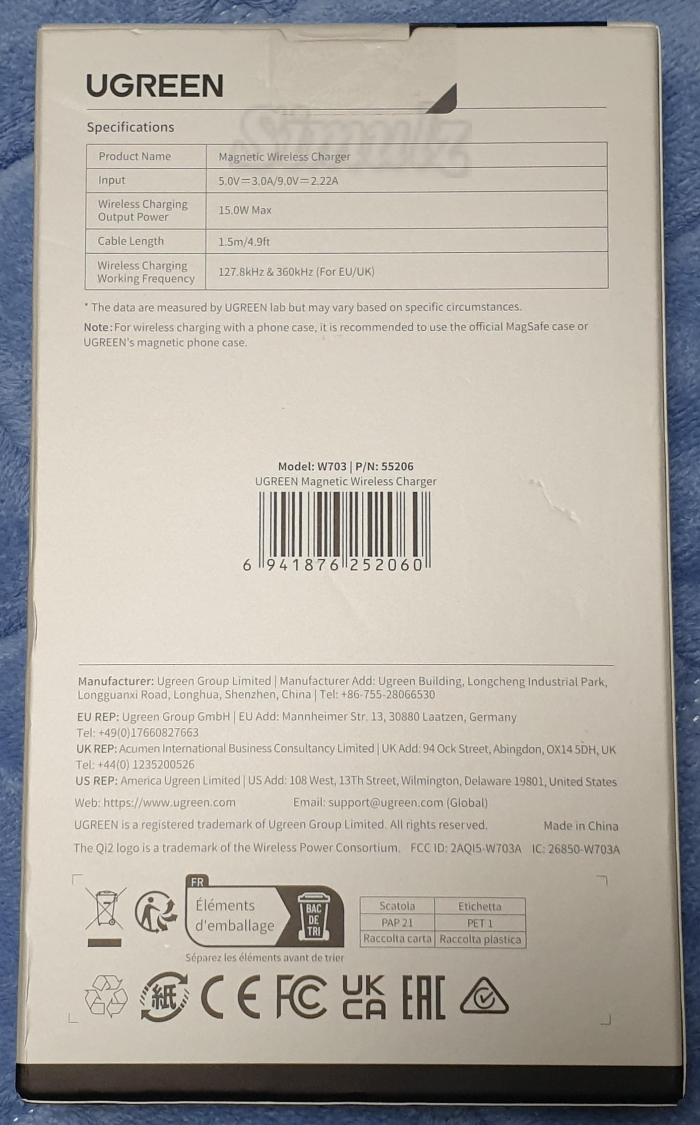 UGREEN
Specifications
Product Name Magnetic Wireless Charger
Input 5.0V⎓3.0A/9.0V⎓2.22A
Wireless Charging
Output Power 15.0W Max
Cable Length 1.5m/4.9ft
Wireless Charging
Working Frequency 127.8kHz & 360kHz (For EU/UK)
* The data are measured by UGREEN lab but may vary based on specific circumstances.
Note: For wireless charging with a phone case, it is recommended to use the official MagSafe case or
UGREEN's magnetic phone case.
Model: W703 | P/N: 55206
UGREEN Magnetic Wireless Charger
6 941876 252060
Manufacturer: Ugreen Group Limited | Manufacturer Add: Ugreen Building, Longcheng Industrial Park,
Longguanxi Road, Longhua, Shenzhen, China | Tel: +86-755-28066530
EU REP: Ugreen Group GmbH | EU Add: Mannheimer Str. 13, 30880 Laatzen, Germany
Tel: +49(0)17660827663
UK REP: Acumen International Business Consultancy Limited | UK Add: 94 Ock Street, Abingdon, OX14 5DH, UK
Tel: +44(0) 1235200526
US REP: America Ugreen Limited | US Add: 108 West, 13Th Street, Wilmington, Delaware 19801, United States
Web: https://www.ugreen.com Email: support@ugreen.com (Global)
UGREEN is a registered trademark of Ugreen Group Limited. All rights reserved. Made in China
The Qi2 logo is a trademark of the Wireless Power Consortium. FCC ID: 2AQI5-W703A IC: 26850-W703A
FR
Éléments
d'emballage
BAC
DE
TRI
Séparez les éléments avant de trier
Scatola Etichetta
PAP 21 PET 1
Raccolta carta Raccolta plastica
紙 CE FC UK
CA EAC